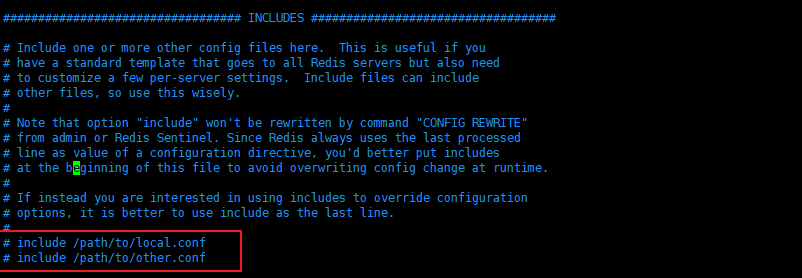 ################################## INCLUDES ###################################
# Include one or more other config files here.  This is useful if you
# have a standard template that goes to all Redis servers but also need
# to customize a few per-server settings.  Include files can include
# other files, so use this wisely.
#
# Note that option "include" won't be rewritten by command "CONFIG REWRITE"
# from admin or Redis Sentinel. Since Redis always uses the last processed
# line as value of a configuration directive, you'd better put includes
# at the beginning of this file to avoid overwriting config change at runtime.
#
# If instead you are interested in using includes to override configuration
# options, it is better to use include as the last line.
#
# include /path/to/local.conf
# include /path/to/other.conf